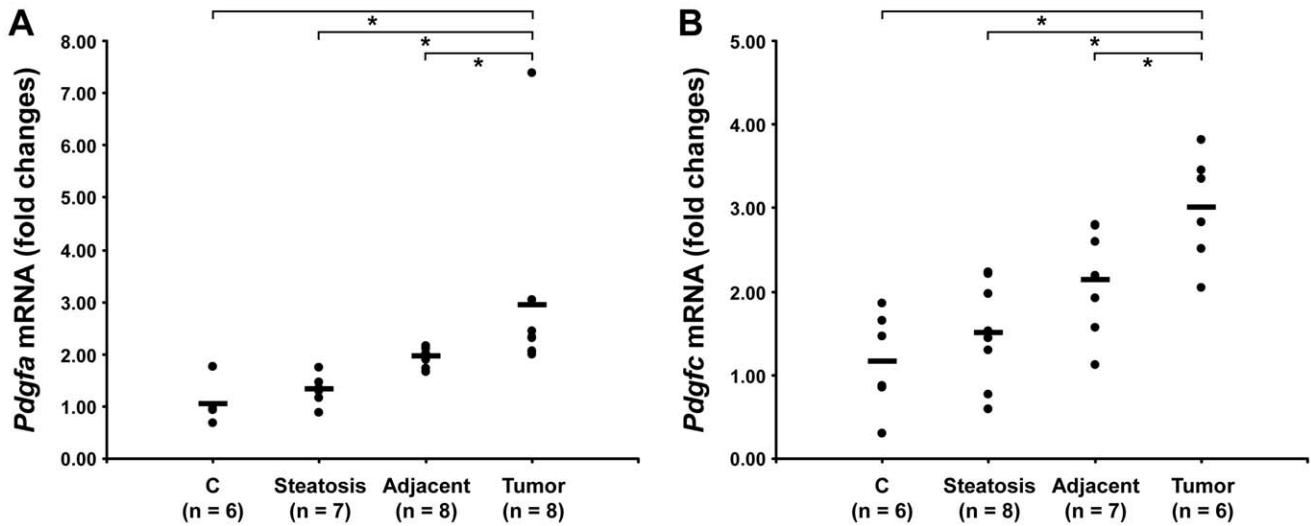 A
Pdgfa mRNA (fold changes)
8.00
7.00
6.00
5.00
4.00
3.00
2.00
1.00
0.00
*
*
*
C
(n = 6)
Steatosis
(n = 7)
Adjacent
(n = 8)
Tumor
(n = 8)
B
Pdgfc mRNA (fold changes)
5.00
4.00
3.00
2.00
1.00
0.00
*
*
*
C
(n = 6)
Steatosis
(n = 8)
Adjacent
(n = 7)
Tumor
(n = 6)